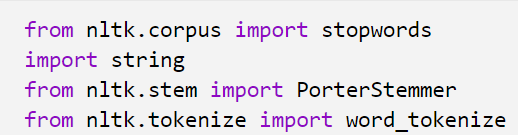 from nltk.corpus import stopwords
import string
from nltk.stem import PorterStemmer
from nltk.tokenize import word_tokenize